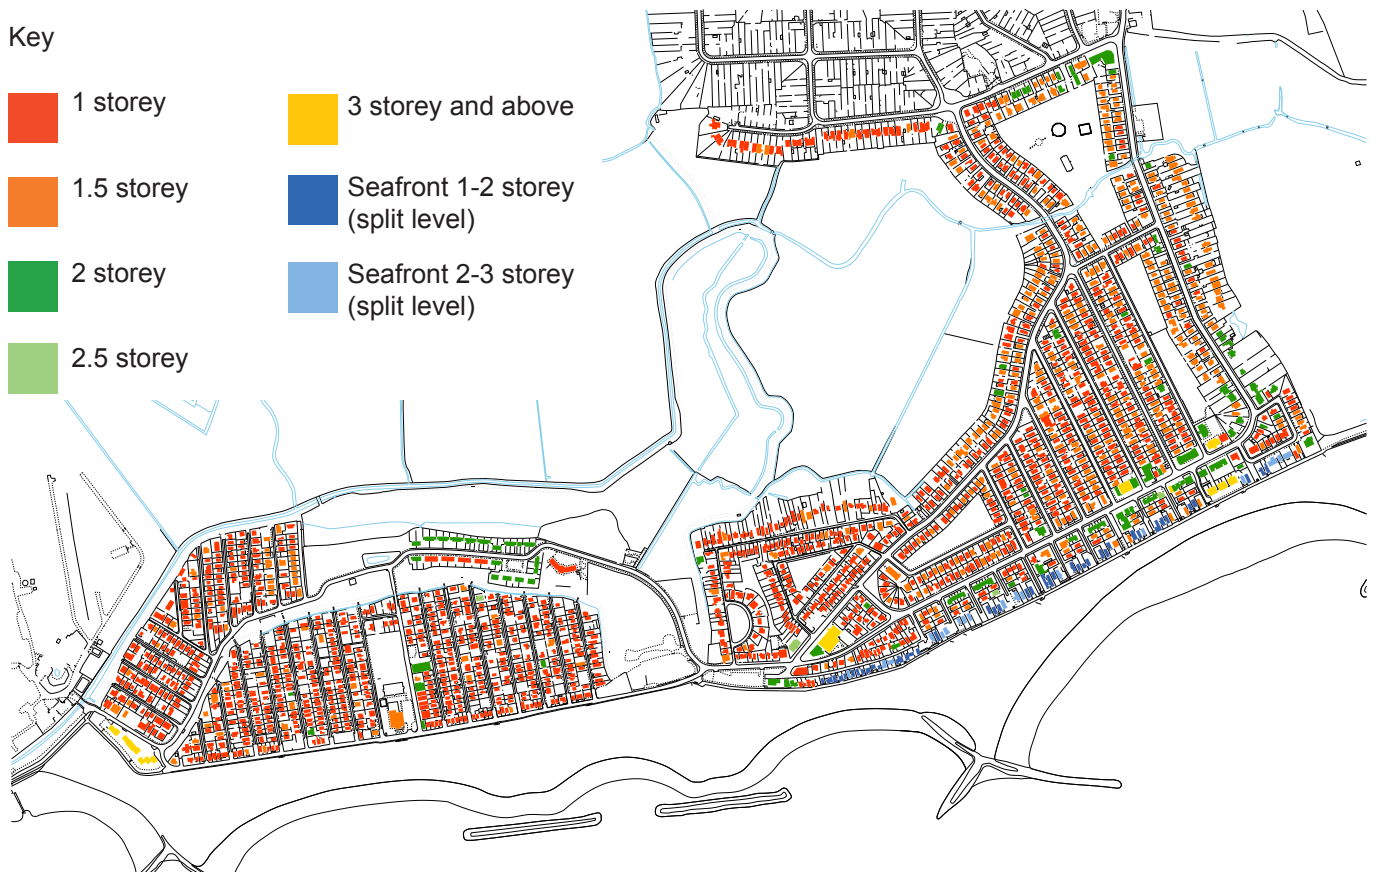 Key
1 storey
1.5 storey
2 storey
2.5 storey
3 storey and above
Seafront 1-2 storey
(split level)
Seafront 2-3 storey
(split level)